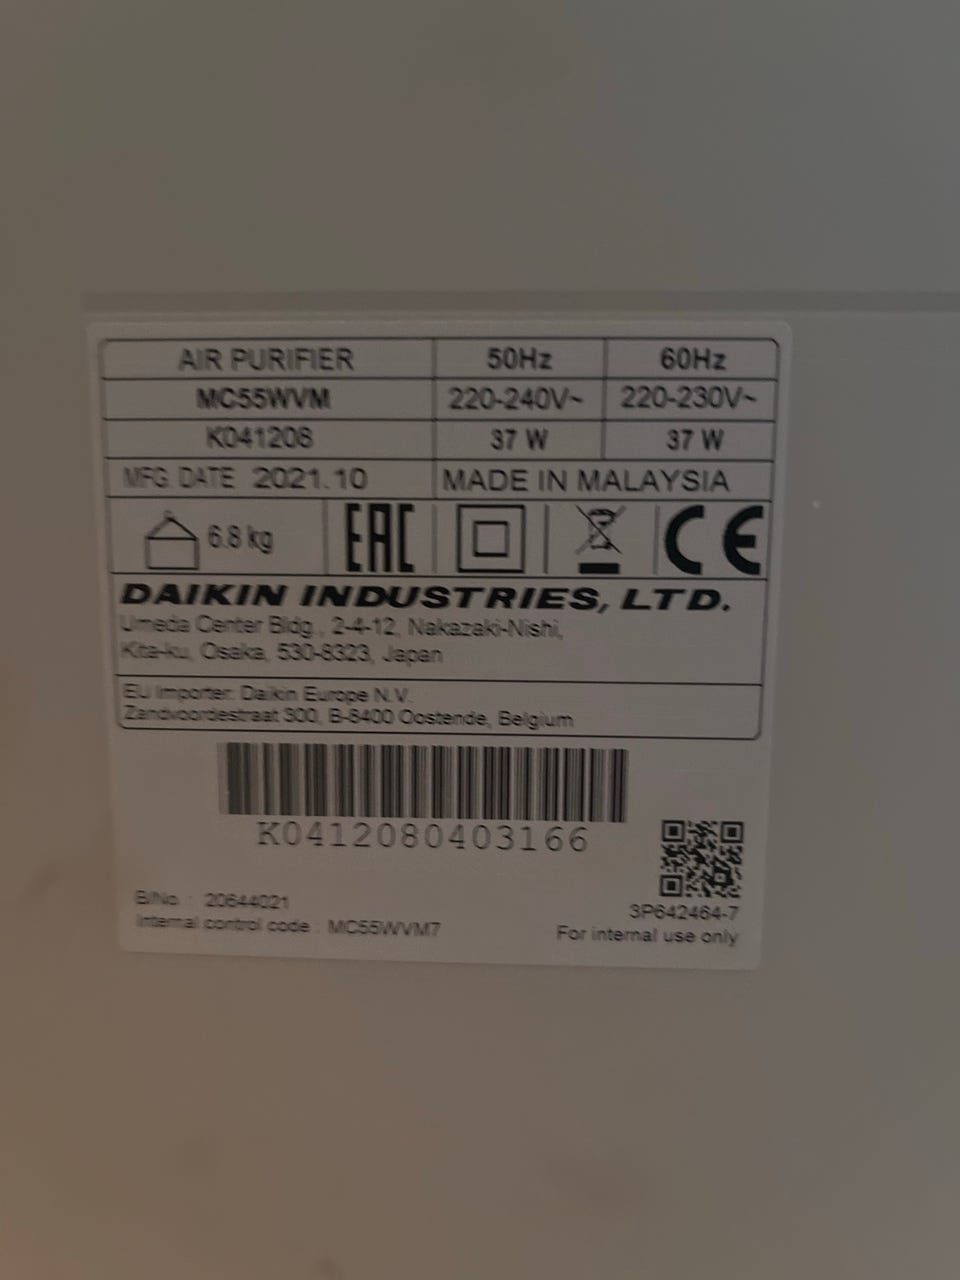 AIR PURIFIER 50Hz 60Hz
MC55WVM 220-240V~ 220-230V~
K041208 37 W 37 W
MFG. DATE 2021.10 MADE IN MALAYSIA
6.8 kg EAC CE
DAIKIN INDUSTRIES, LTD.
Umeda Center Bldg., 2-4-12, Nakazaki-Nishi,
Kita-ku, Osaka, 530-8323, Japan
EU Importer: Daikin Europe N.V.
Zandvoordestraat 300, B-8400 Oostende, Belgium
K0412080403166
B/No. : 20644021
3P642464-7
Internal control code : MC55WVM7
For internal use only